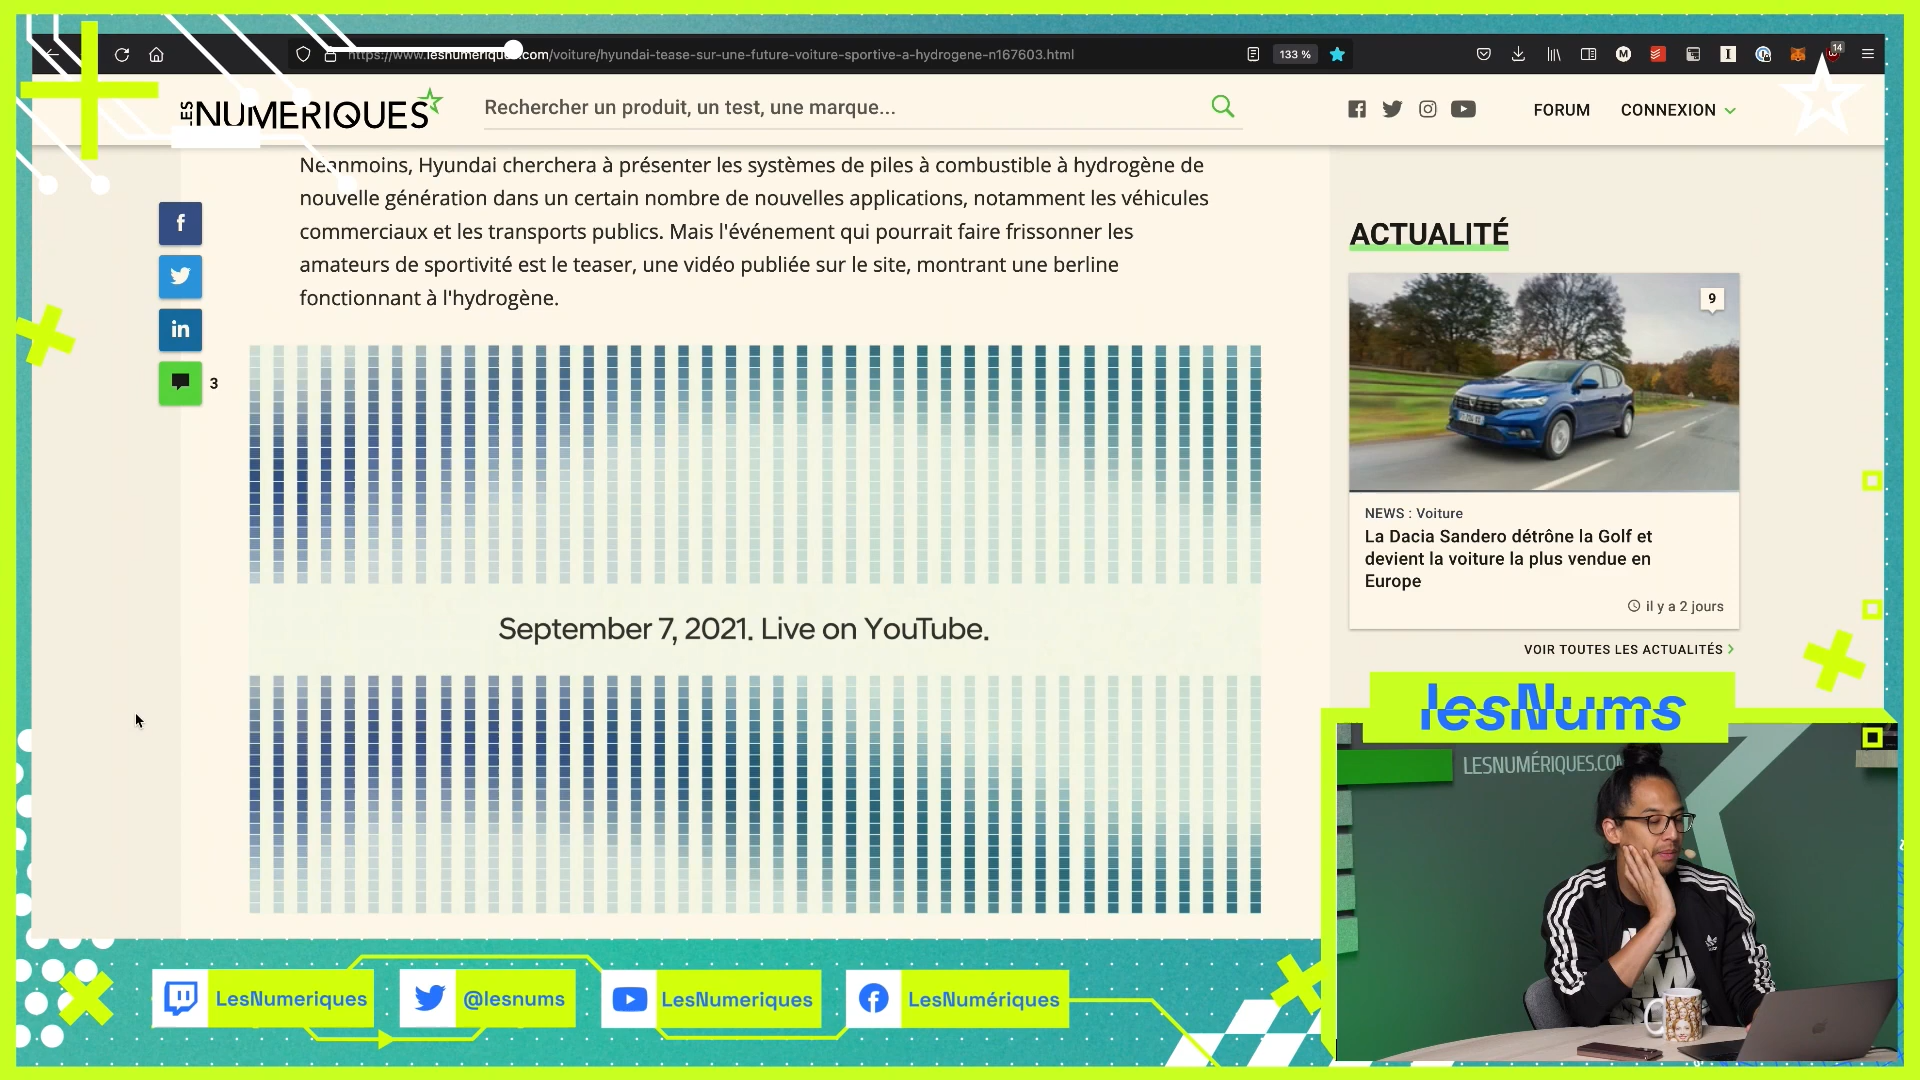 https://www.lesnumeriques.com/voiture/hyundai-tease-sur-une-future-voiture-sportive-a-hydrogene-n167603.html
133 %
14
LES NUMERIQUES
Rechercher un produit, un test, une marque...
FORUM
CONNEXION
Neanmoins, Hyundai cherchera à présenter les systèmes de piles à combustible à hydrogène de
nouvelle génération dans un certain nombre de nouvelles applications, notamment les véhicules
commerciaux et les transports publics. Mais l'événement qui pourrait faire frissonner les
amateurs de sportivité est le teaser, une vidéo publiée sur le site, montrant une berline
fonctionnant à l'hydrogène.
3
September 7, 2021. Live on YouTube.
ACTUALITÉ
9
NEWS : Voiture
La Dacia Sandero détrône la Golf et
devient la voiture la plus vendue en
Europe
il y a 2 jours
VOIR TOUTES LES ACTUALITÉS
lesNums
LESNUMÉRIQUES.COM
LesNumeriques
@lesnums
LesNumeriques
LesNumériques